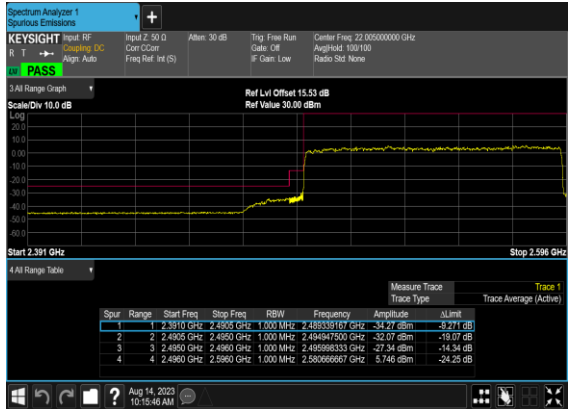 Spectrum Analyzer 1
Spurious Emissions
+
KEYSIGHT
R T
LXI PASS
Input: RF
Coupling: DC
Align: Auto
Input Z: 50 Ω
Corr CCorr
Freq Ref: Int (S)
Atten: 30 dB
Trig: Free Run
Gate: Off
IF Gain: Low
Center Freq: 22.005000000 GHz
Avg|Hold: 100/100
Radio Std: None
3 All Range Graph
Scale/Div 10.0 dB
Ref Lvl Offset 15.53 dB
Ref Value 30.00 dBm
Log
20.0
10.0
0.00
-10.0
-20.0
-30.0
-40.0
-50.0
-60.0
Start 2.391 GHz
Stop 2.596 GHz
4 All Range Table
Measure Trace Trace 1
Trace Type Trace Average (Active)
Spur Range Start Freq Stop Freq RBW Frequency Amplitude ΔLimit
1 1 2.3910 GHz 2.4905 GHz 1.000 MHz 2.489339167 GHz -34.27 dBm -9.271 dB
2 2 2.4905 GHz 2.4950 GHz 1.000 MHz 2.494947500 GHz -32.07 dBm -19.07 dB
3 3 2.4950 GHz 2.4960 GHz 1.000 MHz 2.495998333 GHz -27.34 dBm -14.34 dB
4 4 2.4960 GHz 2.5960 GHz 1.000 MHz 2.580666667 GHz 5.746 dBm -24.25 dB
?
Aug 14, 2023
10:15:46 AM